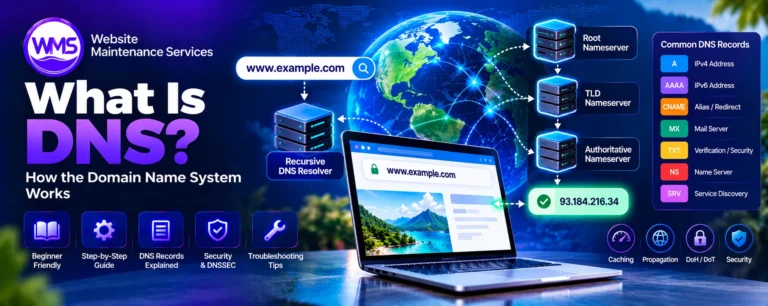 WMS
Website
Maintenance Services
What Is
DNS?
How the Domain Name System
Works
Beginner
Friendly
Step-by-Step
Guide
DNS Records
Explained
Security
& DNSSEC
Troubleshooting
Tips
www.example.com
Recursive
DNS Resolver
www.example.com
Root
Nameserver
TLD
Nameserver
Authoritative
Nameserver
93.184.216.34
Common DNS Records
A IPv4 Address
AAAA IPv6 Address
CNAME Alias / Redirect
MX Mail Server
TXT Verification / Security
NS Name Server
SRV Service Discovery
Caching
Propagation
DoH / DoT
Security